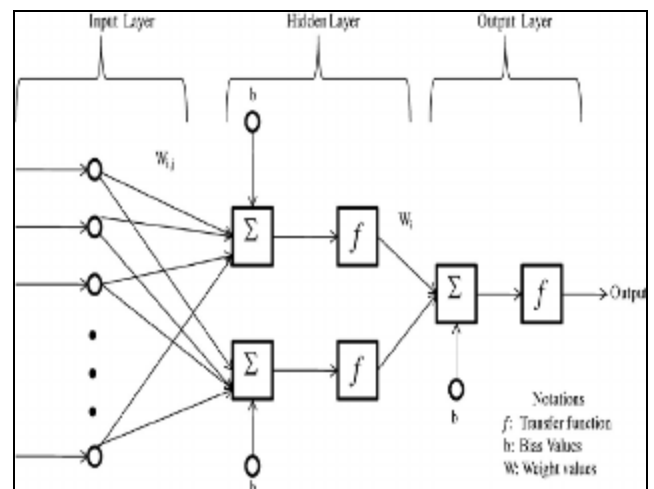 Input Layer
Hidden Layer
Output Layer
b
Wi,j
Σ
f
Wi
Σ
f
Output
Σ
f
b
b
Notations
f: Transfer function
b: Bias Values
W: Weight values